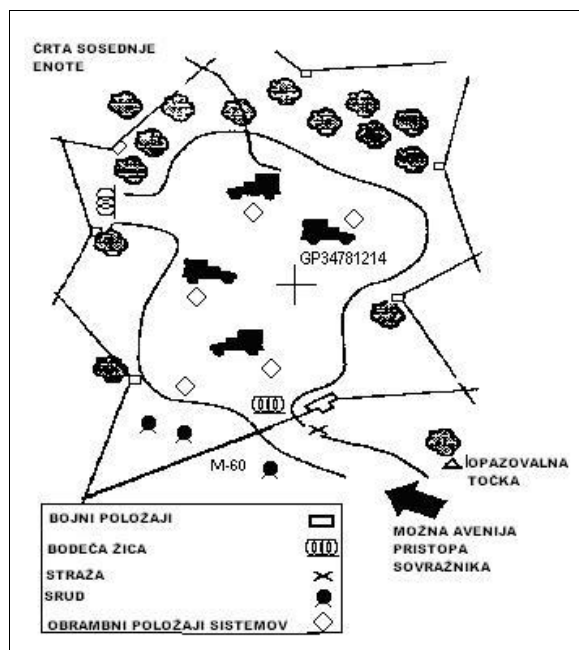 ČRTA SOSEDNJE
ENOTE
GP34781214
M-60
OPAZOVALNA
TOČKA
MOŽNA AVENIJA
PRISTOPA
SOVRAŽNIKA
BOJNI POLOŽAJI
BODEČA ŽICA
STRAŽA
SRUD
OBRAMBNI POLOŽAJI SISTEMOV